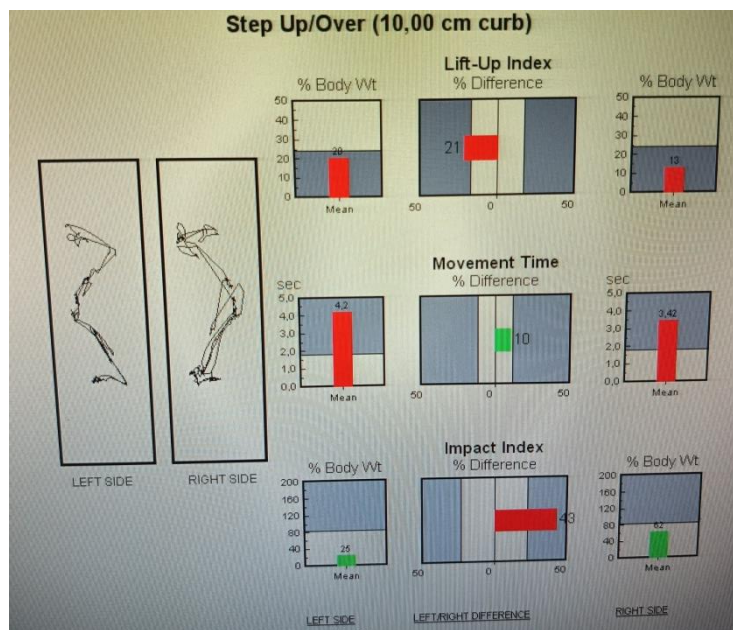 Step Up/Over (10,00 cm curb)
Lift-Up Index
% Body Wt
% Difference
% Body Wt
50
40
30
20
10
0
20
Mean
21
50
0
50
50
40
30
20
10
0
13
Mean
Movement Time
% Difference
sec
5,0
4,0
3,0
2,0
1,0
0,0
4,2
Mean
10
50
0
50
sec
5,0
4,0
3,0
2,0
1,0
0,0
3,42
Mean
Impact Index
% Body Wt
% Difference
% Body Wt
200
160
120
80
40
0
25
Mean
43
50
0
50
200
160
120
80
40
0
62
Mean
LEFT SIDE
RIGHT SIDE
LEFT SIDE
LEFT/RIGHT DIFFERENCE
RIGHT SIDE